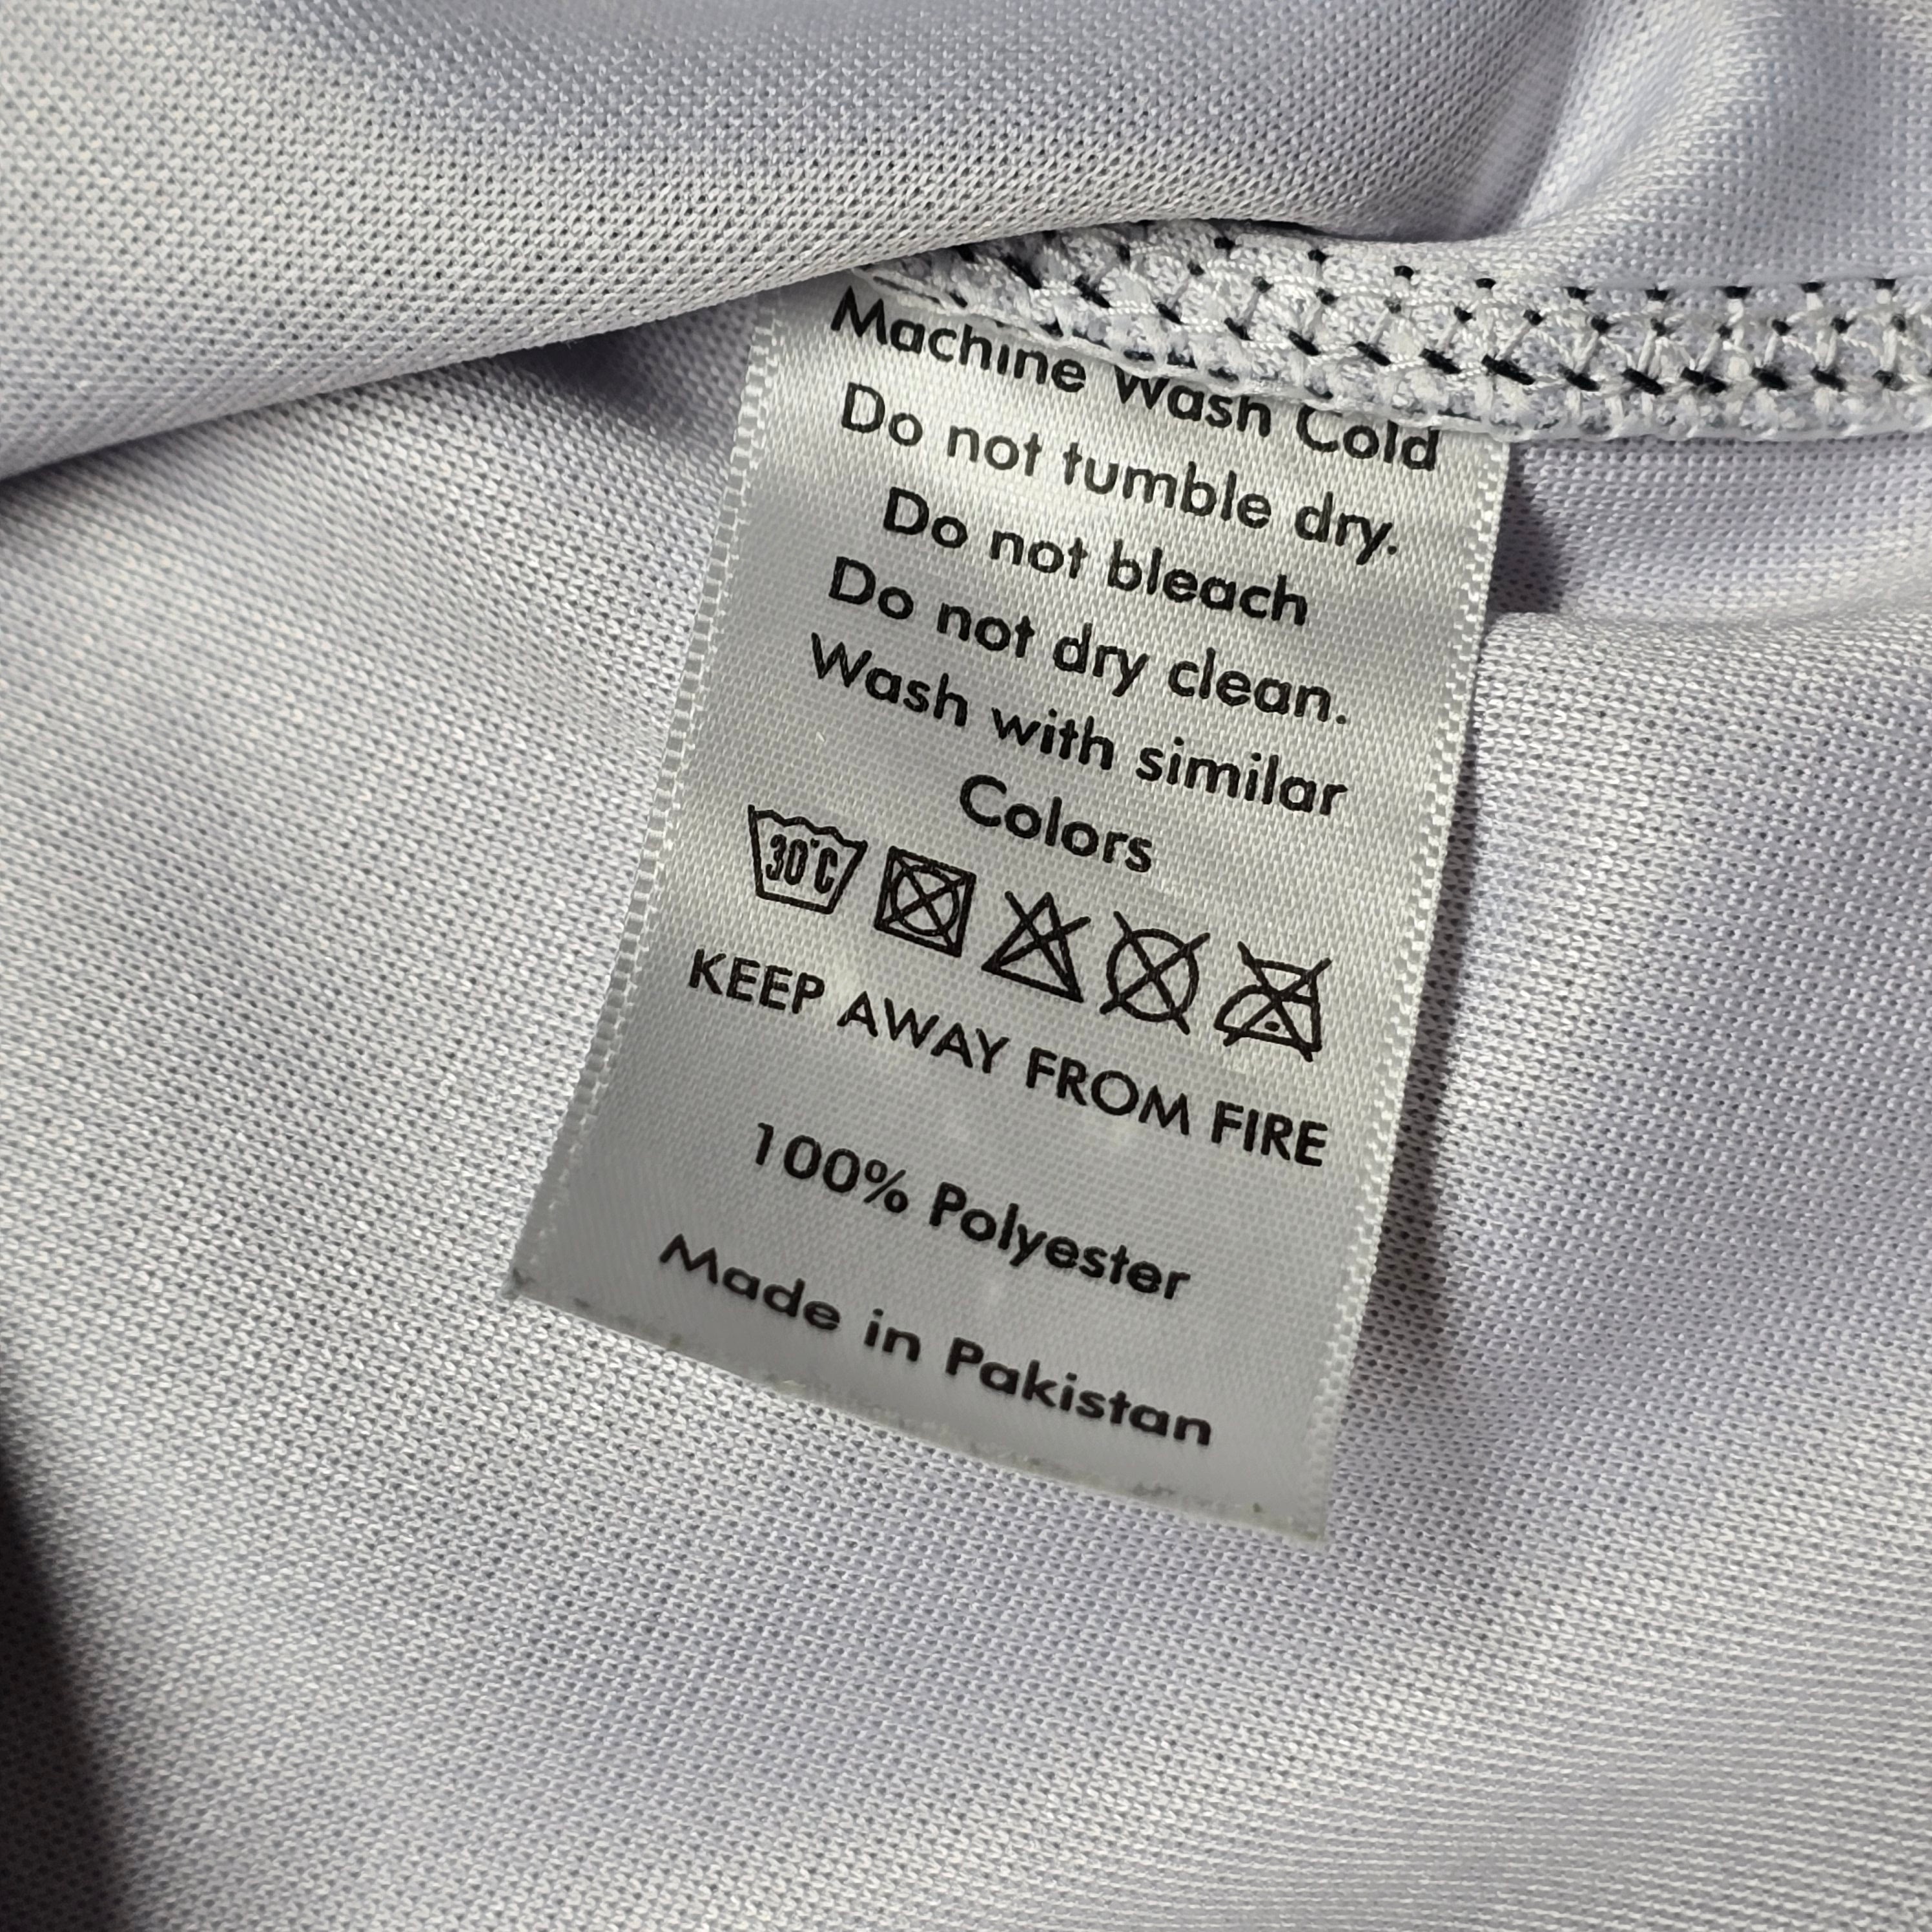 Machine Wash Cold
Do not tumble dry.
Do not bleach
Do not dry clean.
Wash with similar
Colors
30°C
KEEP AWAY FROM FIRE
100% Polyester
Made in Pakistan